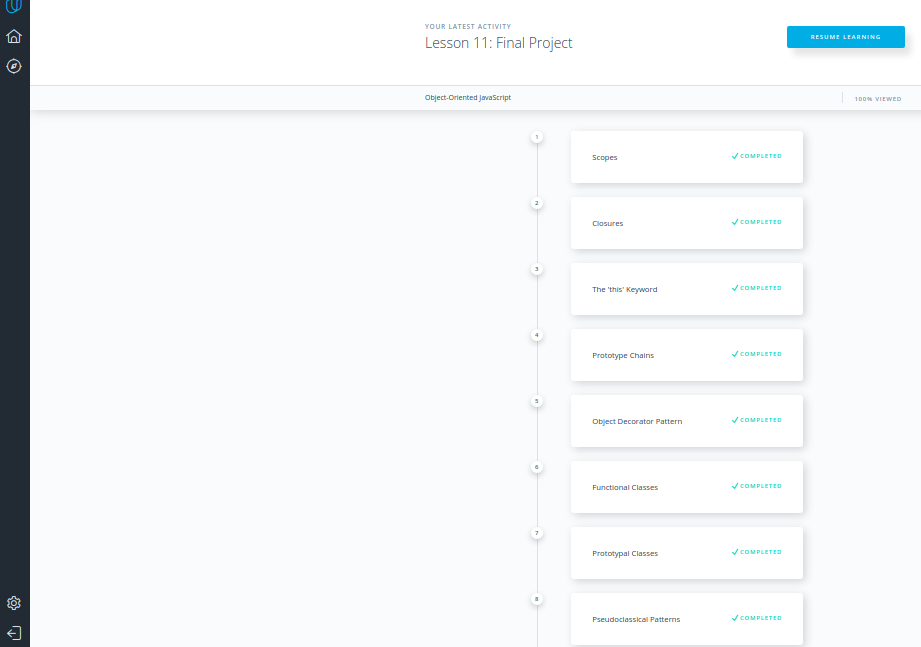 YOUR LATEST ACTIVITY
Lesson 11: Final Project
RESUME LEARNING
Object-Oriented JavaScript
100% VIEWED
1
Scopes
COMPLETED
2
Closures
COMPLETED
3
The 'this' Keyword
COMPLETED
4
Prototype Chains
COMPLETED
5
Object Decorator Pattern
COMPLETED
6
Functional Classes
COMPLETED
7
Prototypal Classes
COMPLETED
8
Pseudoclassical Patterns
COMPLETED